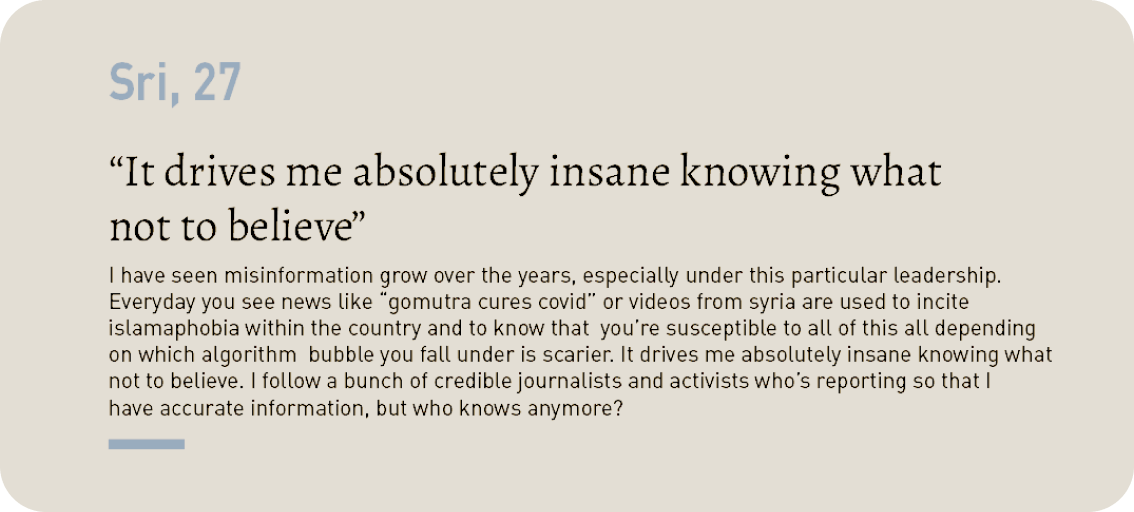 Sri, 27
“It drives me absolutely insane knowing what
not to believe”
I have seen misinformation grow over the years, especially under this particular leadership.
Everyday you see news like “gomutra cures covid” or videos from syria are used to incite
islamaphobia within the country and to know that  you’re susceptible to all of this all depending
on which algorithm  bubble you fall under is scarier. It drives me absolutely insane knowing what
not to believe. I follow a bunch of credible journalists and activists who’s reporting so that I
have accurate information, but who knows anymore?